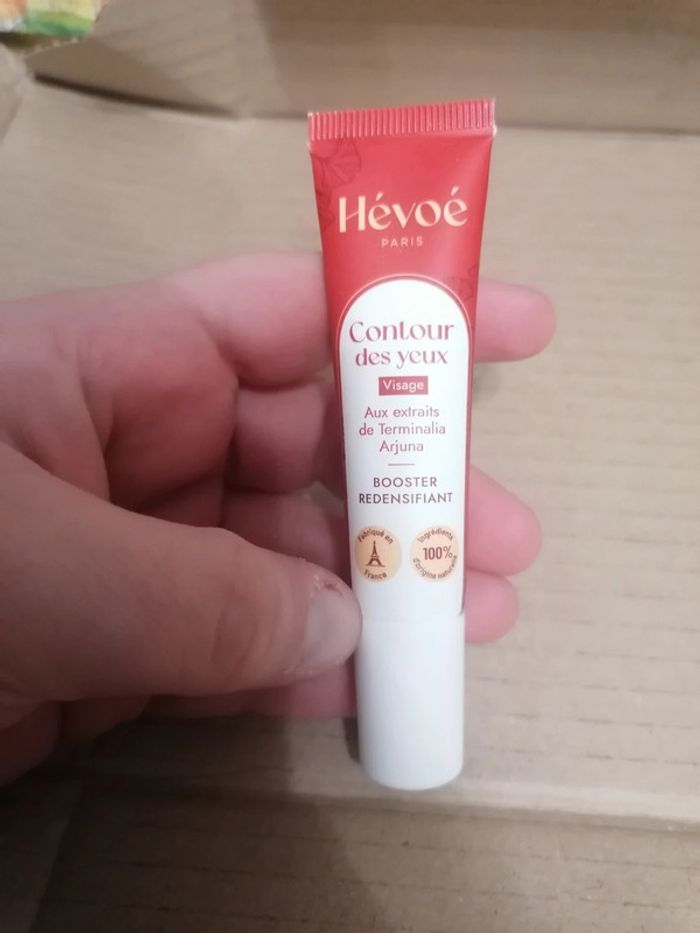 Hévoé
PARIS
Contour
des yeux
Visage
Aux extraits
de Terminalia
Arjuna
BOOSTER
REDENSIFIANT
Fabriqué en
France
Ingrédients
100%
d'origine naturelle